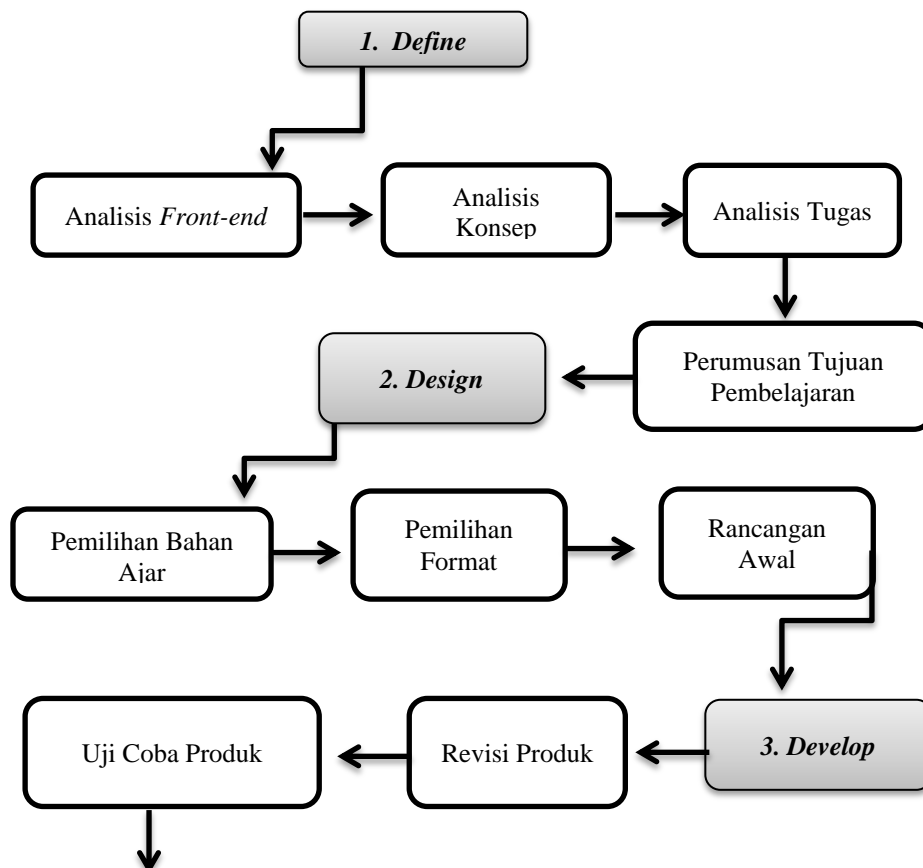 1. Define
Analisis Front-end
Analisis
Konsep
Analisis Tugas
Perumusan Tujuan
Pembelajaran
2. Design
Pemilihan Bahan
Ajar
Pemilihan
Format
Rancangan
Awal
3. Develop
Revisi Produk
Uji Coba Produk